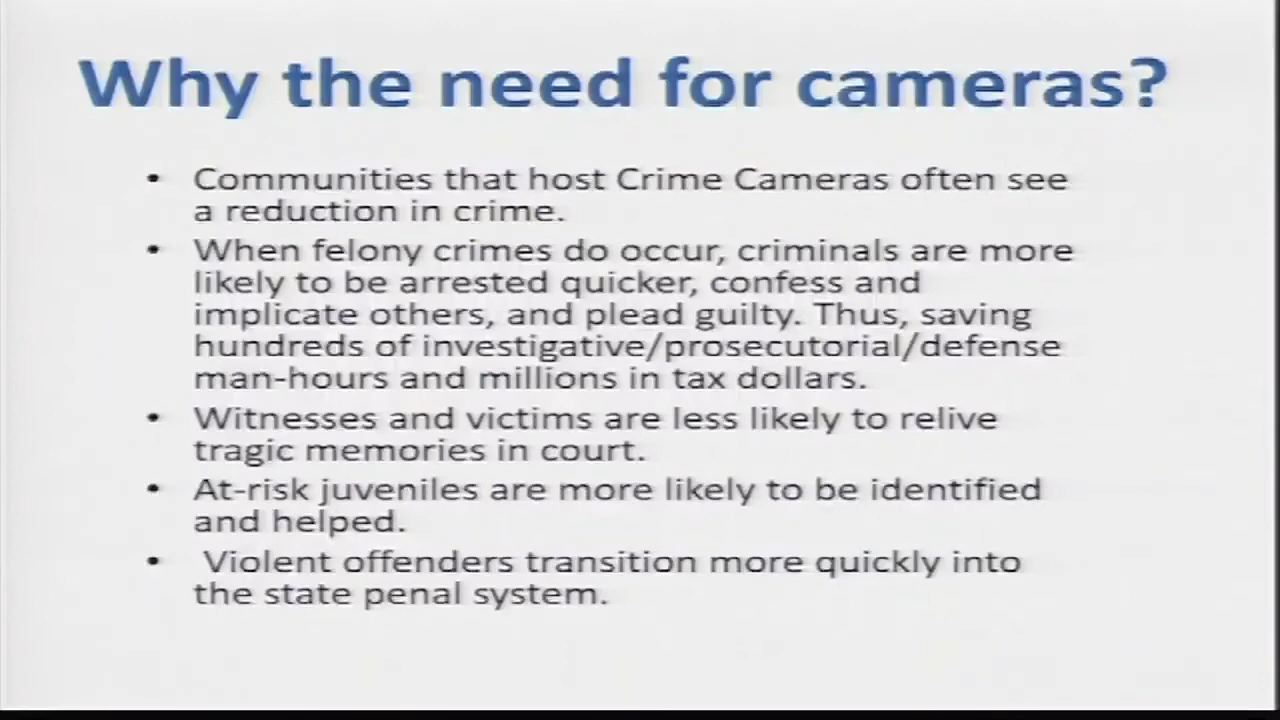 Why the need for cameras?
• Communities that host Crime Cameras often see
a reduction in crime.
• When felony crimes do occur, criminals are more
likely to be arrested quicker, confess and
implicate others, and plead guilty. Thus, saving
hundreds of investigative/prosecutorial/defense
man-hours and millions in tax dollars.
• Witnesses and victims are less likely to relive
tragic memories in court.
• At-risk juveniles are more likely to be identified
and helped.
• Violent offenders transition more quickly into
the state penal system.